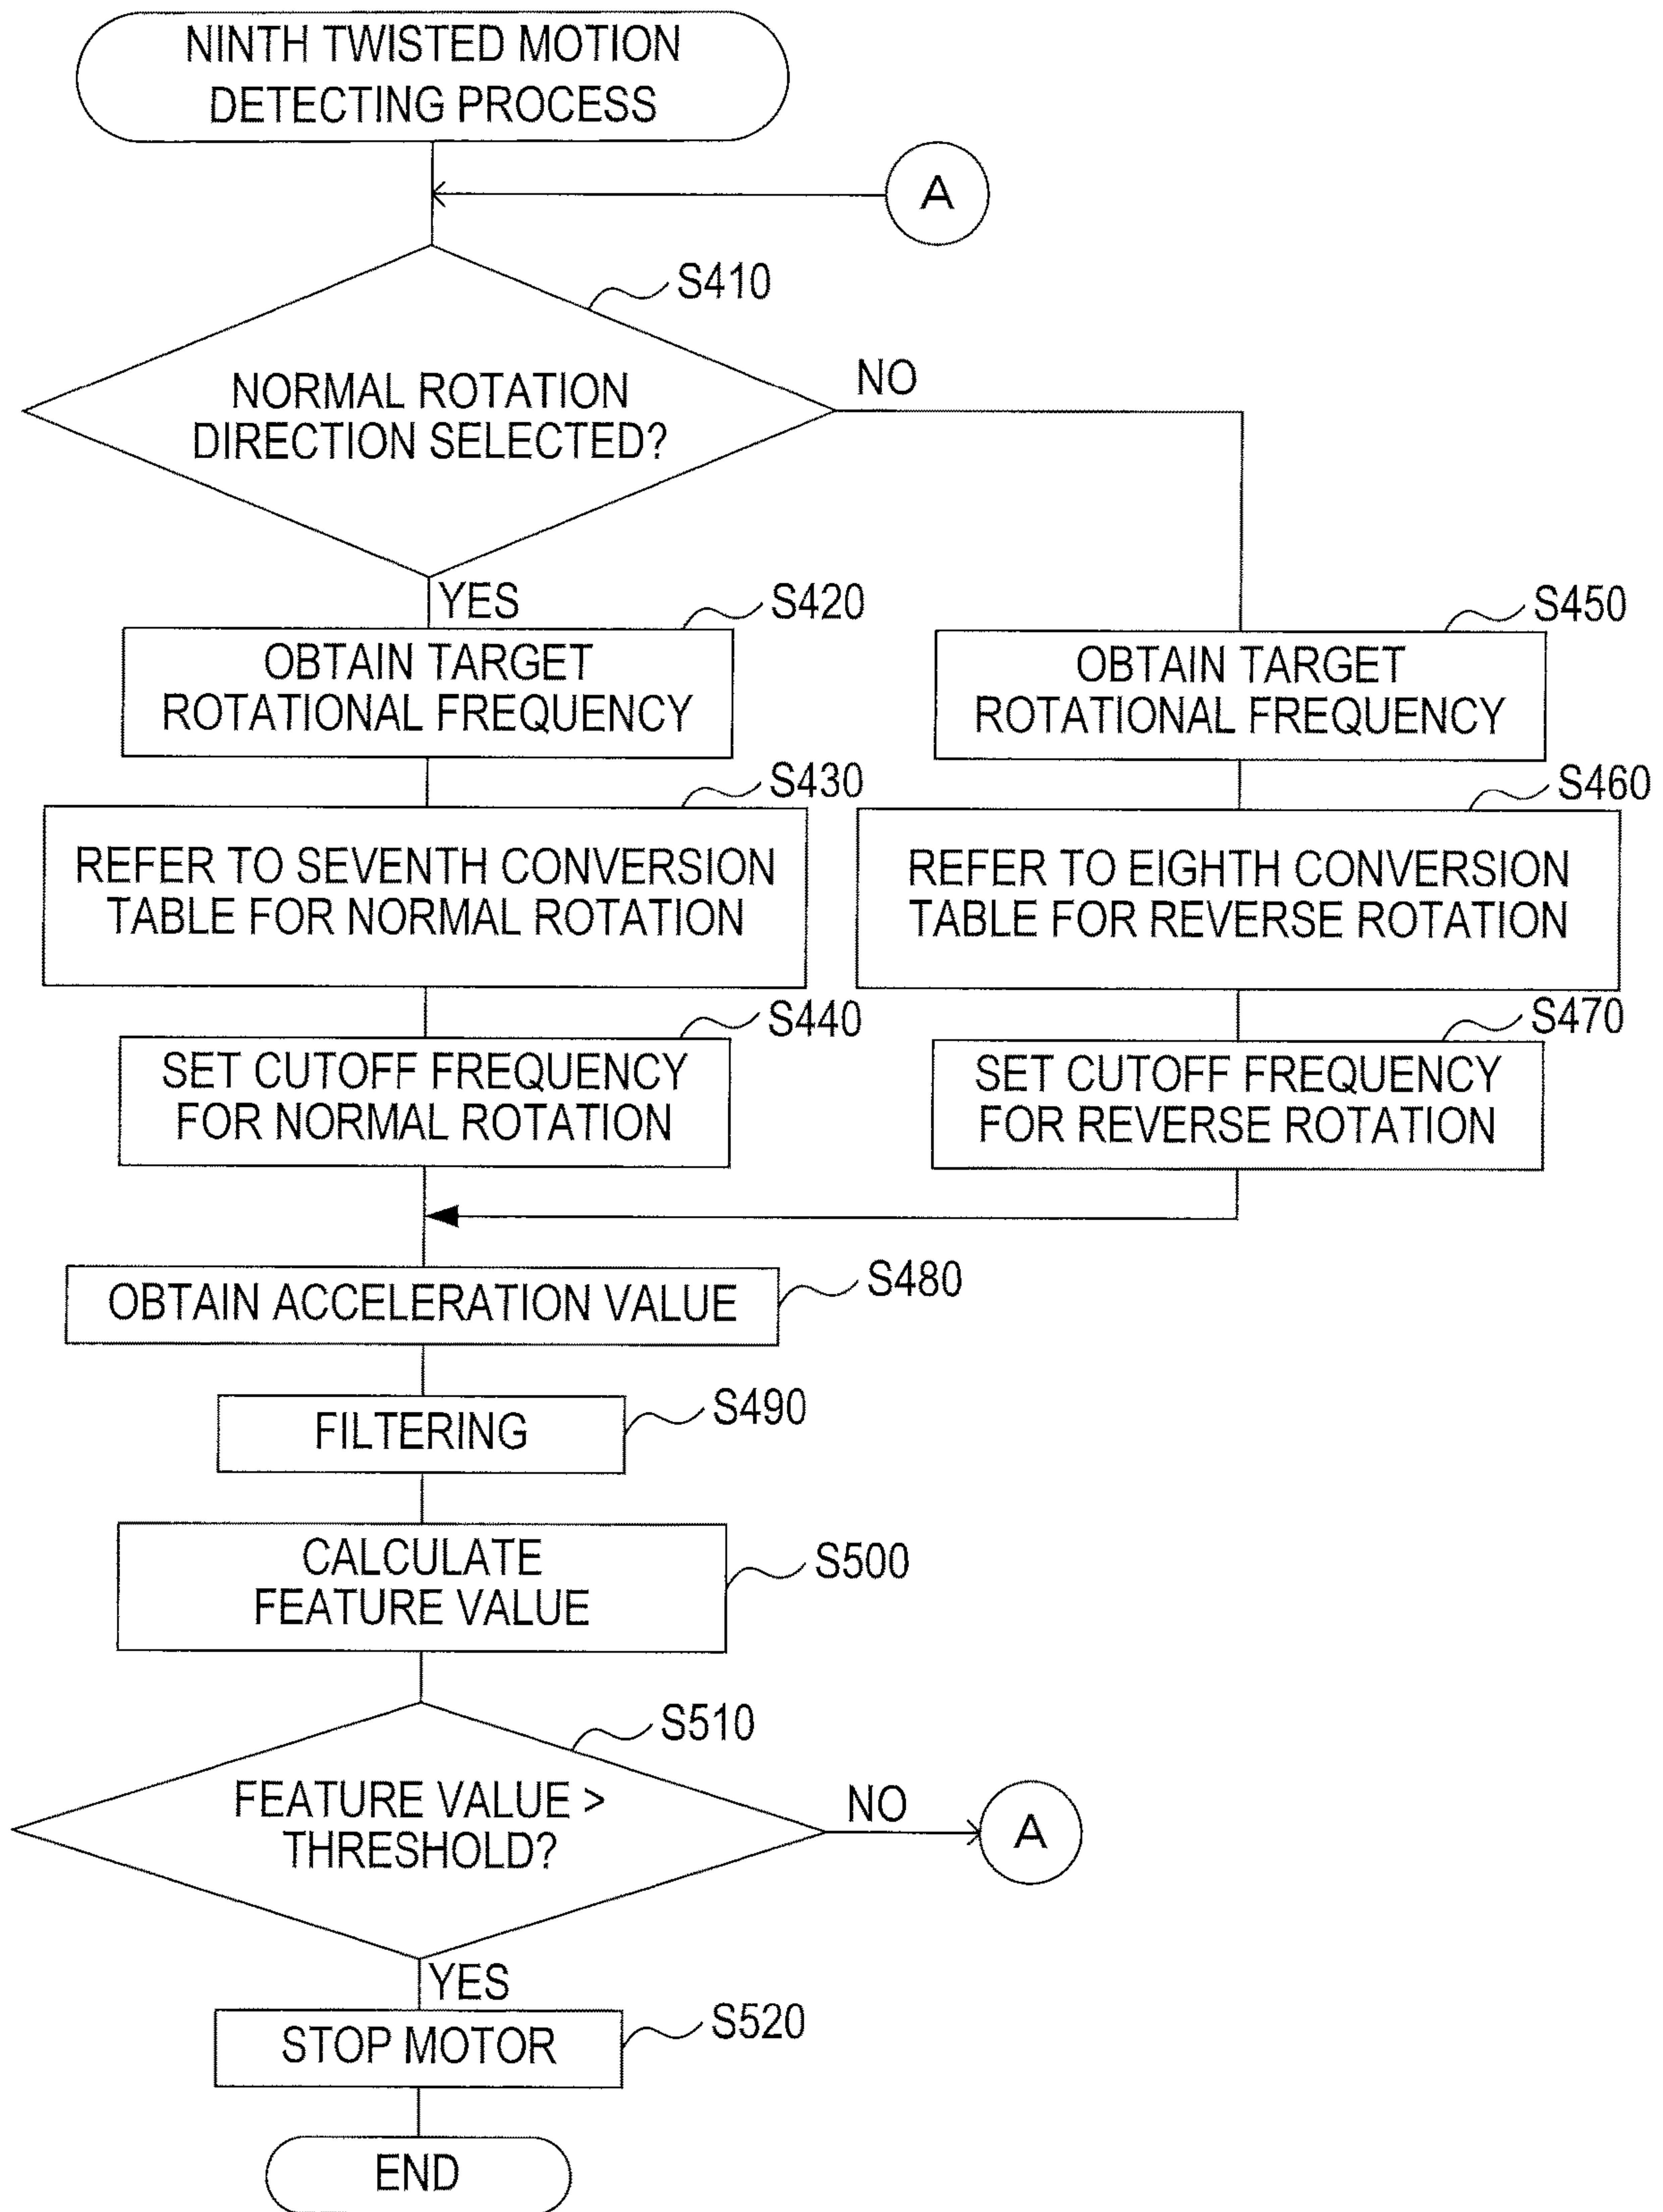 NINTH TWISTED MOTION
DETECTING PROCESS
A
S410
NORMAL ROTATION
DIRECTION SELECTED?
NO
YES
S420
OBTAIN TARGET
ROTATIONAL FREQUENCY
S450
OBTAIN TARGET
ROTATIONAL FREQUENCY
S430
REFER TO SEVENTH CONVERSION
TABLE FOR NORMAL ROTATION
S460
REFER TO EIGHTH CONVERSION
TABLE FOR REVERSE ROTATION
S440
SET CUTOFF FREQUENCY
FOR NORMAL ROTATION
S470
SET CUTOFF FREQUENCY
FOR REVERSE ROTATION
S480
OBTAIN ACCELERATION VALUE
S490
FILTERING
S500
CALCULATE
FEATURE VALUE
S510
FEATURE VALUE >
THRESHOLD?
NO
A
YES
S520
STOP MOTOR
END